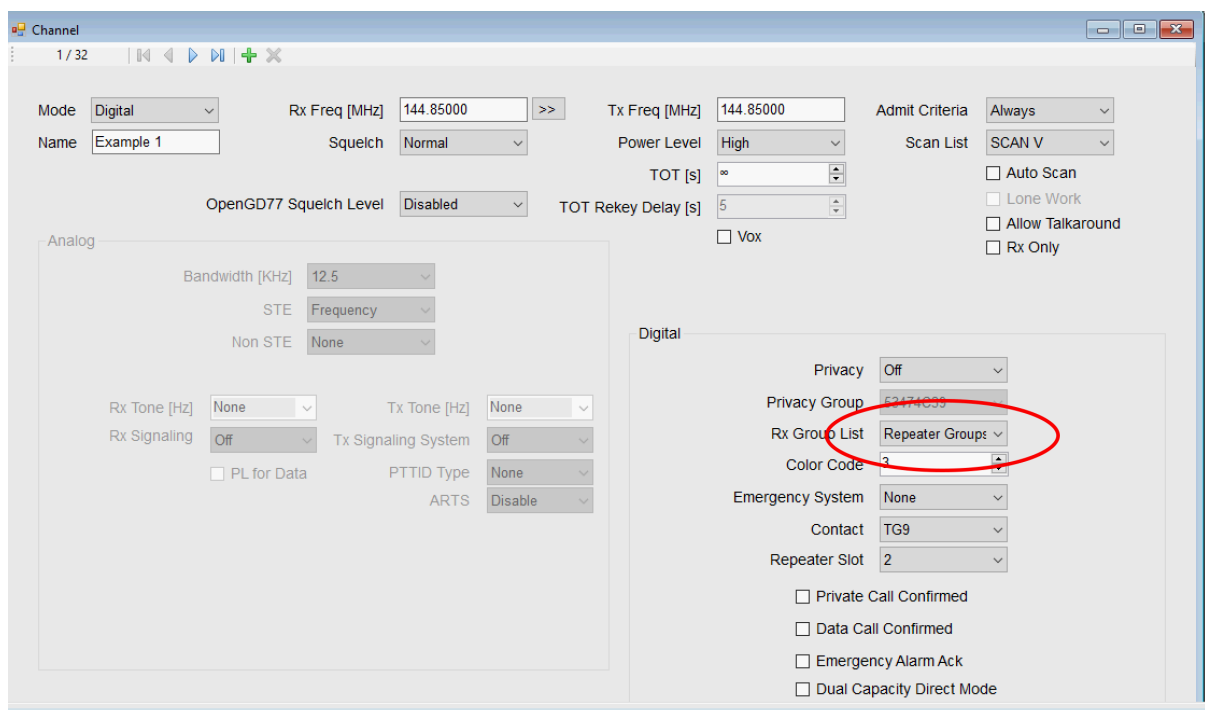 Channel
1 / 32
Mode Digital Rx Freq [MHz] 144.85000 >> Tx Freq [MHz] 144.85000 Admit Criteria Always
Name Example 1 Squelch Normal Power Level High Scan List SCAN V
TOT [s] ∞ Auto Scan
OpenGD77 Squelch Level Disabled TOT Rekey Delay [s] 5 Lone Work
Allow Talkaround
Vox Rx Only
Analog
Bandwidth [KHz] 12.5
STE Frequency
Non STE None
Rx Tone [Hz] None Tx Tone [Hz] None
Rx Signaling Off Tx Signaling System Off
PL for Data PTTID Type None
ARTS Disable
Digital
Privacy Off
Privacy Group 53474C39
Rx Group List Repeater Groups
Color Code 3
Emergency System None
Contact TG9
Repeater Slot 2
Private Call Confirmed
Data Call Confirmed
Emergency Alarm Ack
Dual Capacity Direct Mode